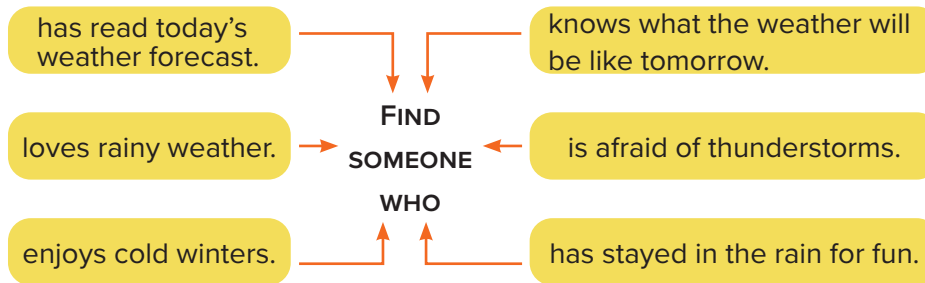 has read today's
weather forecast.
knows what the weather will
be like tomorrow.
FIND
SOMEONE
WHO
loves rainy weather.
is afraid of thunderstorms.
enjoys cold winters.
has stayed in the rain for fun.